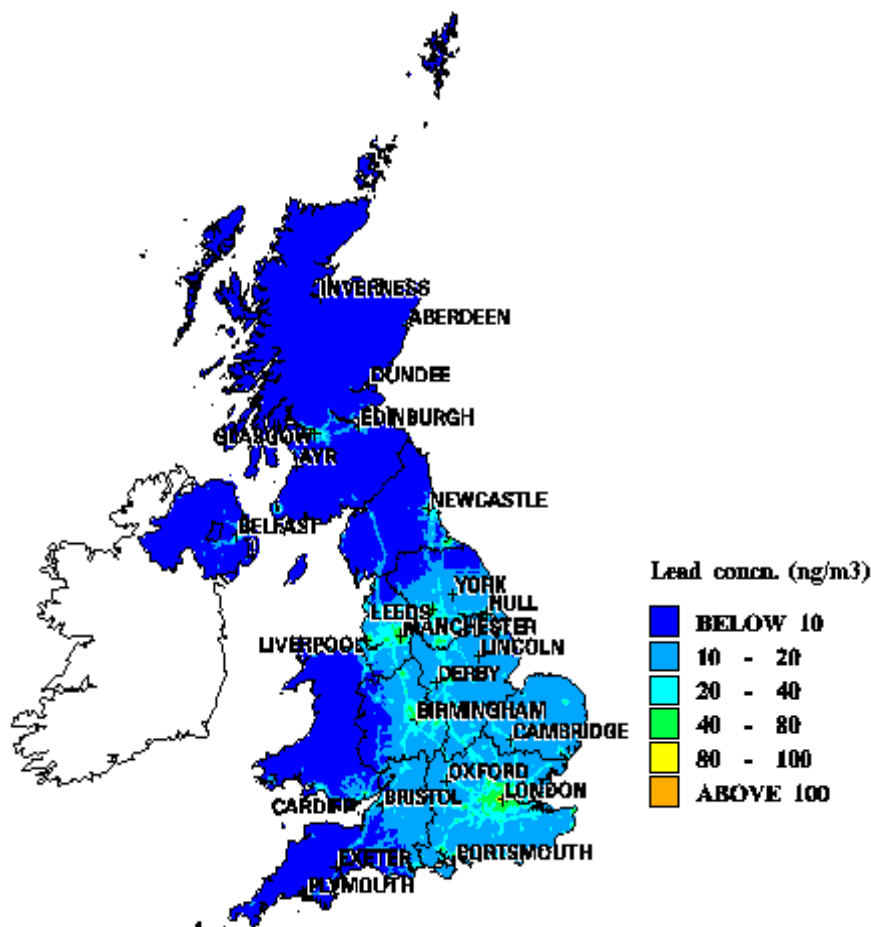 INVERNESS
ABERDEEN
DUNDEE
EDINBURGH
GLASGOW
AYR
NEWCASTLE
BELFAST
YORK
HULL
LEEDS
MANCHESTER
LIVERPOOL
LINCOLN
DERBY
BIRMINGHAM
CAMBRIDGE
OXFORD
LONDON
CARDIFF
BRISTOL
PORTSMOUTH
EXETER
PLYMOUTH
Lead concn. (ng/m3)
BELOW 10
10 - 20
20 - 40
40 - 80
80 - 100
ABOVE 100